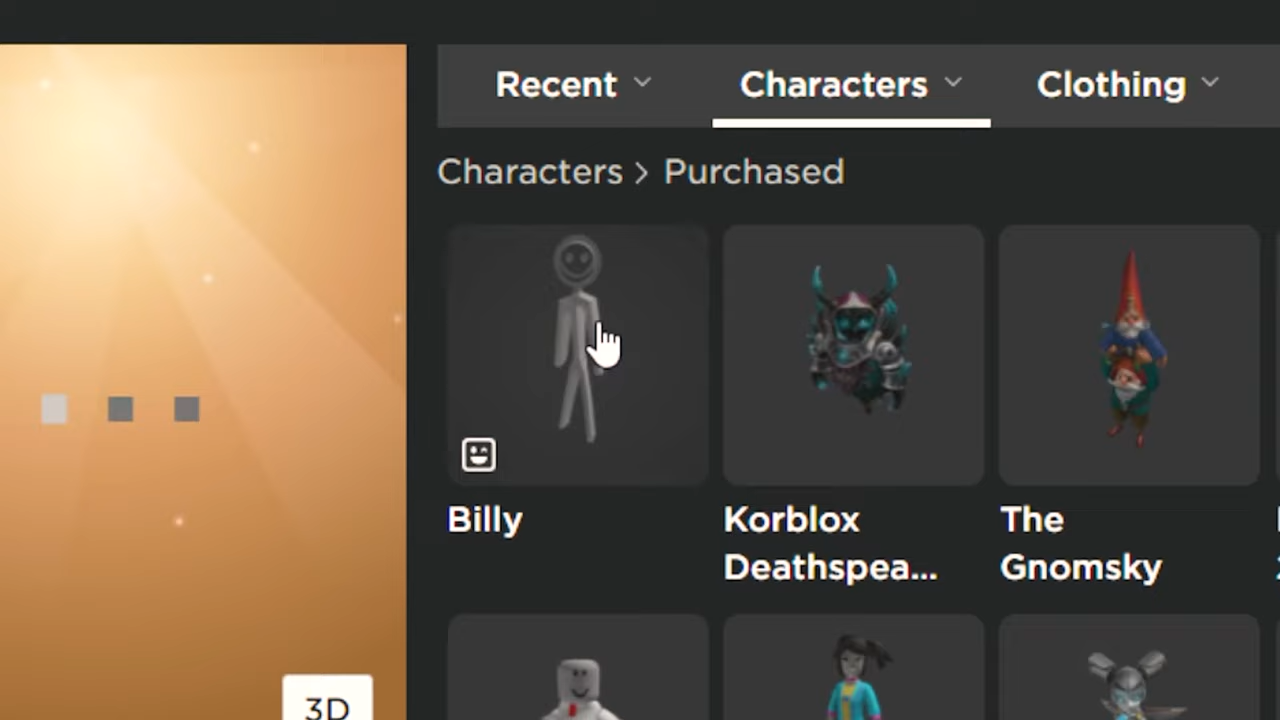 Recent
Characters
Clothing
Characters > Purchased
Billy
Korblox
Deathspea...
The
Gnomsky
3D